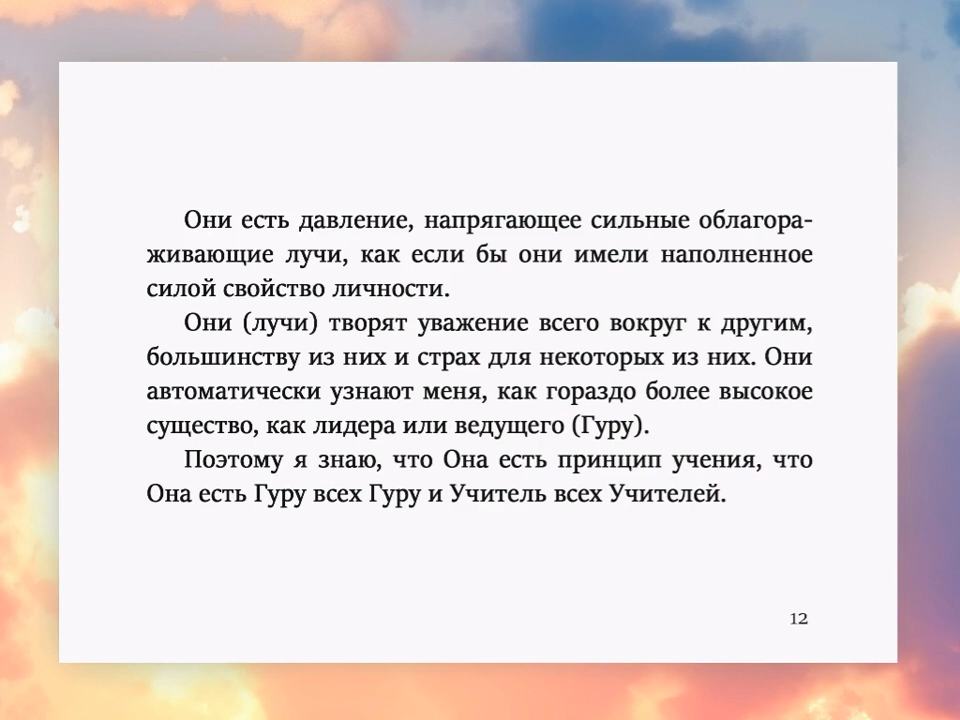 Они есть давление, напрягающее сильные облагора-
живающие лучи, как если бы они имели наполненное
силой свойство личности.
Они (лучи) творят уважение всего вокруг к другим,
большинству из них и страх для некоторых из них. Они
автоматически узнают меня, как гораздо более высокое
существо, как лидера или ведущего (Гуру).
Поэтому я знаю, что Она есть принцип учения, что
Она есть Гуру всех Гуру и Учитель всех Учителей.
12